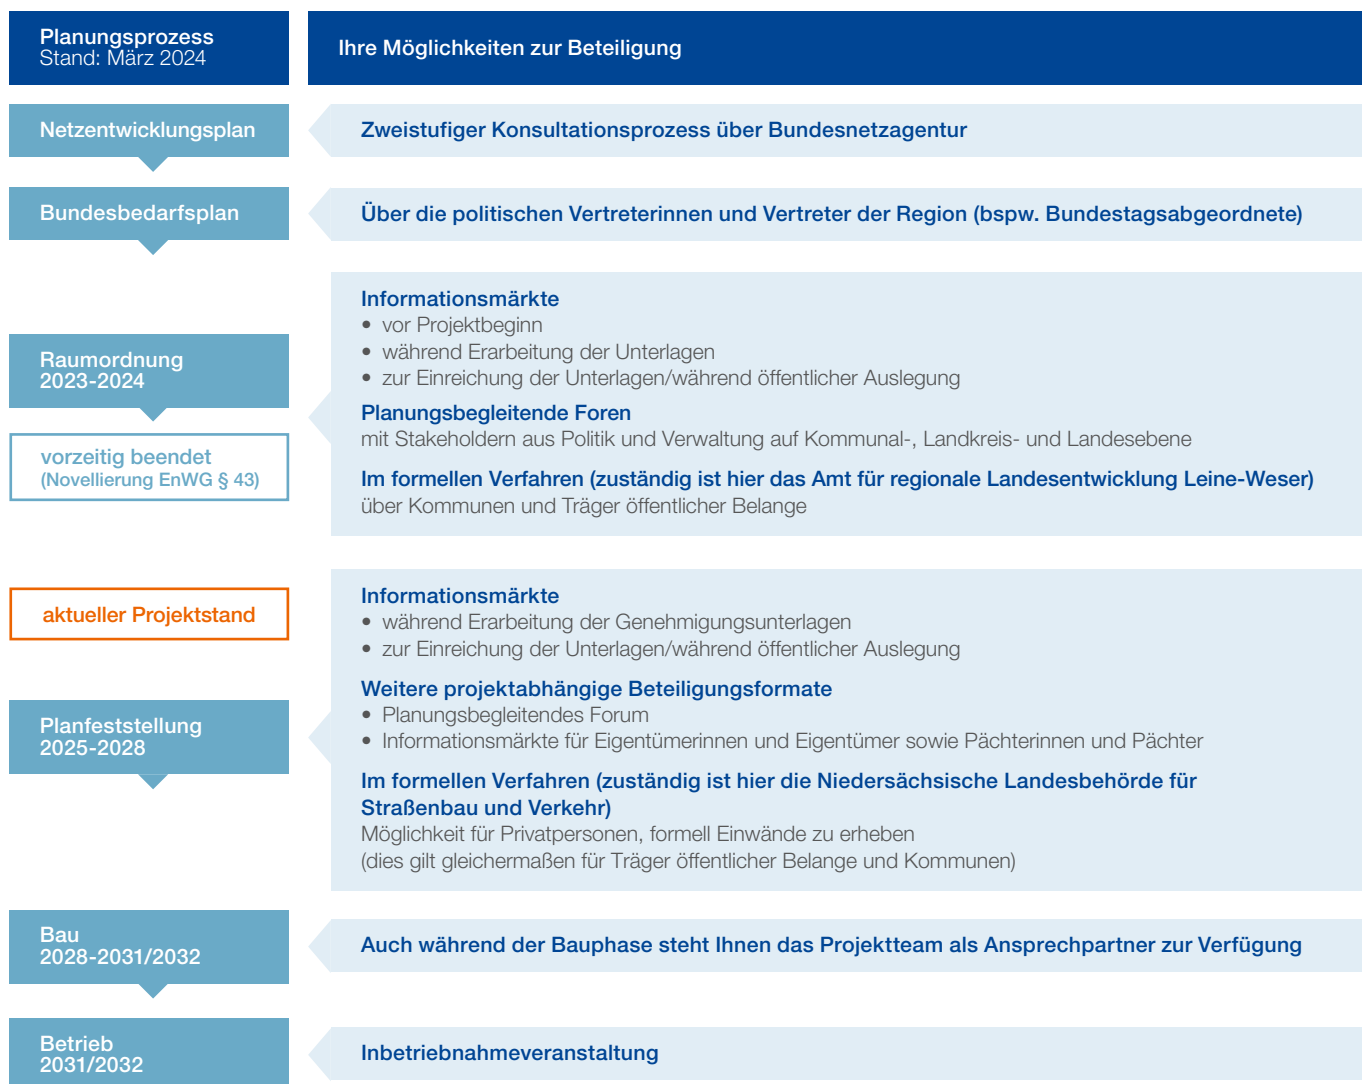 Planungsprozess
Stand: März 2024
Ihre Möglichkeiten zur Beteiligung
Netzentwicklungsplan
Zweistufiger Konsultationsprozess über Bundesnetzagentur
Bundesbedarfsplan
Über die politischen Vertreterinnen und Vertreter der Region (bspw. Bundestagsabgeordnete)
Raumordnung
2023-2024
vorzeitig beendet
(Novellierung EnWG § 43)
Informationsmärkte
• vor Projektbeginn
• während Erarbeitung der Unterlagen
• zur Einreichung der Unterlagen/während öffentlicher Auslegung
Planungsbegleitende Foren
mit Stakeholdern aus Politik und Verwaltung auf Kommunal-, Landkreis- und Landesebene
Im formellen Verfahren (zuständig ist hier das Amt für regionale Landesentwicklung Leine-Weser)
über Kommunen und Träger öffentlicher Belange
aktueller Projektstand
Planfeststellung
2025-2028
Informationsmärkte
• während Erarbeitung der Genehmigungsunterlagen
• zur Einreichung der Unterlagen/während öffentlicher Auslegung
Weitere projektabhängige Beteiligungsformate
• Planungsbegleitendes Forum
• Informationsmärkte für Eigentümerinnen und Eigentümer sowie Pächterinnen und Pächter
Im formellen Verfahren (zuständig ist hier die Niedersächsische Landesbehörde für
Straßenbau und Verkehr)
Möglichkeit für Privatpersonen, formell Einwände zu erheben
(dies gilt gleichermaßen für Träger öffentlicher Belange und Kommunen)
Bau
2028-2031/2032
Auch während der Bauphase steht Ihnen das Projektteam als Ansprechpartner zur Verfügung
Betrieb
2031/2032
Inbetriebnahmeveranstaltung